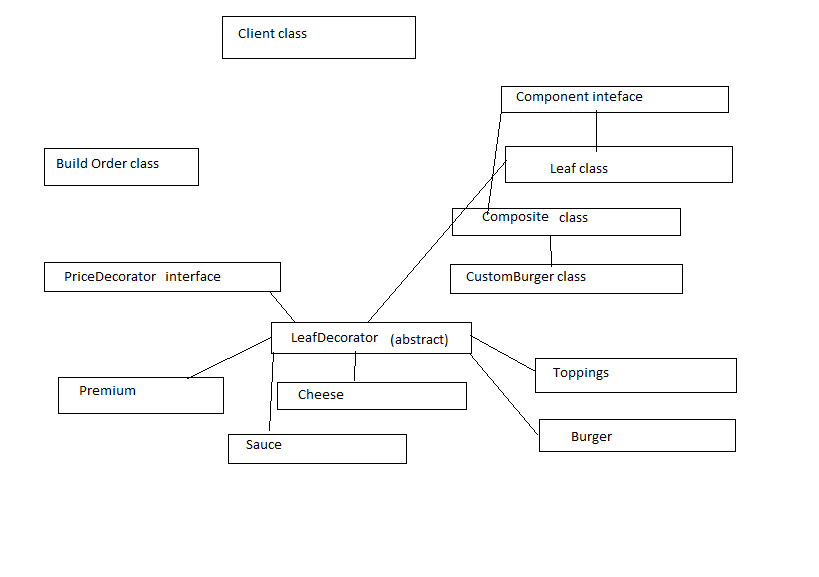 Client class
Component inteface
Build Order class
Leaf class
Composite class
PriceDecorator interface
CustomBurger class
LeafDecorator (abstract)
Toppings
Premium
Cheese
Burger
Sauce